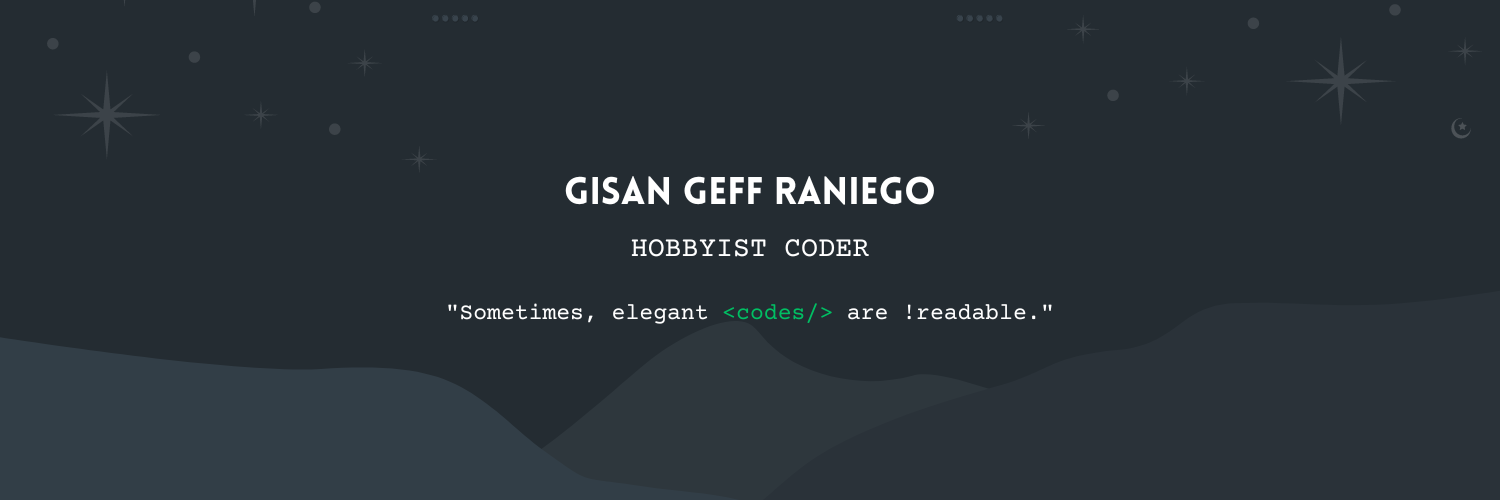 GISAN GEFF RANIEGO
HOBBYIST CODER
"Sometimes, elegant <codes/> are !readable."